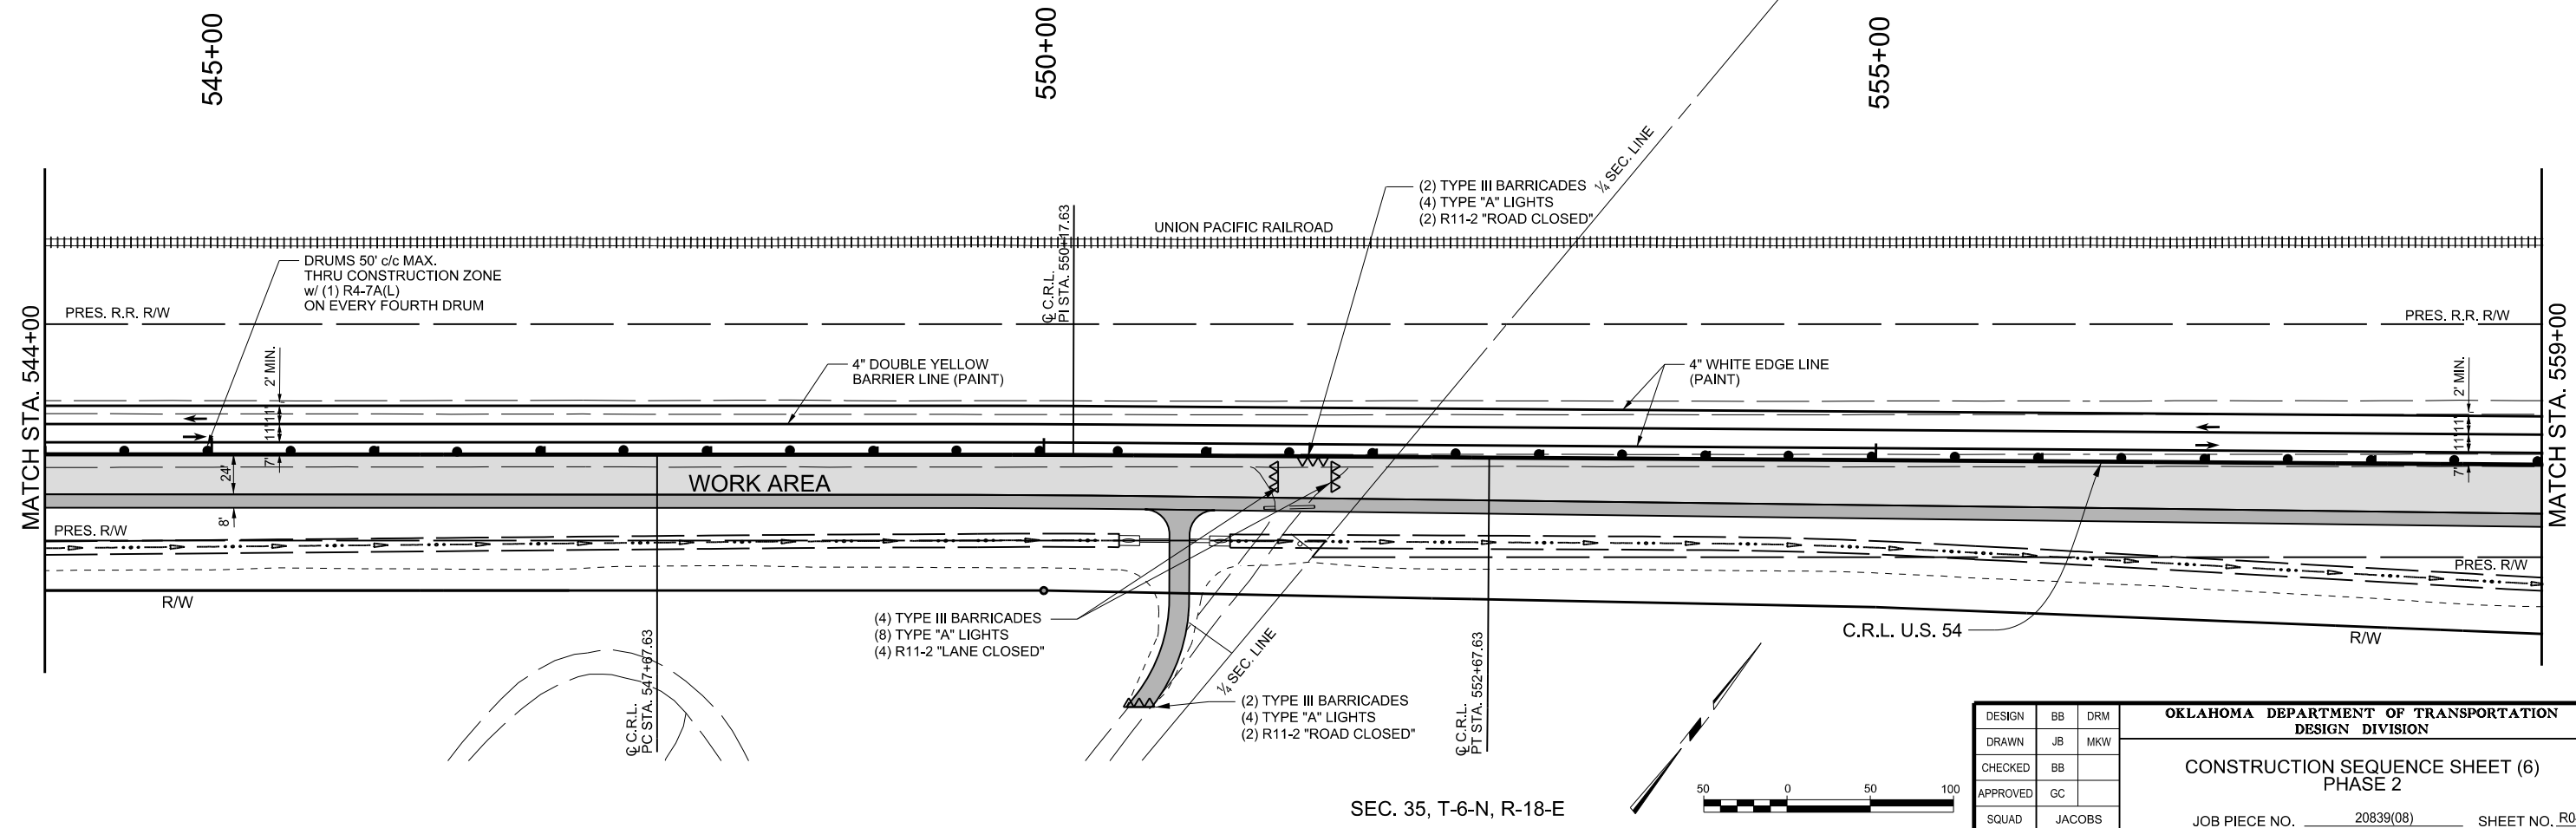 545+00
550+00
555+00
¼ SEC. LINE
(2) TYPE III BARRICADES
(4) TYPE "A" LIGHTS
(2) R11-2 "ROAD CLOSED"
UNION PACIFIC RAILROAD
DRUMS 50' c/c MAX.
THRU CONSTRUCTION ZONE
w/ (1) R4-7A(L)
ON EVERY FOURTH DRUM
℄ C.R.L.
PI STA. 550+17.63
PRES. R.R. R/W
PRES. R.R. R/W
MATCH STA. 544+00
MATCH STA. 559+00
2' MIN.
11'
11'
7'
24'
8'
4" DOUBLE YELLOW
BARRIER LINE (PAINT)
4" WHITE EDGE LINE
(PAINT)
2' MIN.
11'
11'
7'
WORK AREA
PRES. R/W
PRES. R/W
R/W
R/W
(4) TYPE III BARRICADES
(8) TYPE "A" LIGHTS
(4) R11-2 "LANE CLOSED"
C.R.L. U.S. 54
℄ C.R.L.
PC STA. 547+67.63
¼ SEC. LINE
(2) TYPE III BARRICADES
(4) TYPE "A" LIGHTS
(2) R11-2 "ROAD CLOSED"
℄ C.R.L.
PT STA. 552+67.63
SEC. 35, T-6-N, R-18-E
50 0 50 100
DESIGN BB DRM
DRAWN JB MKW
CHECKED BB
APPROVED GC
SQUAD JACOBS
OKLAHOMA DEPARTMENT OF TRANSPORTATION
DESIGN DIVISION
CONSTRUCTION SEQUENCE SHEET (6)
PHASE 2
JOB PIECE NO. 20839(08) SHEET NO.